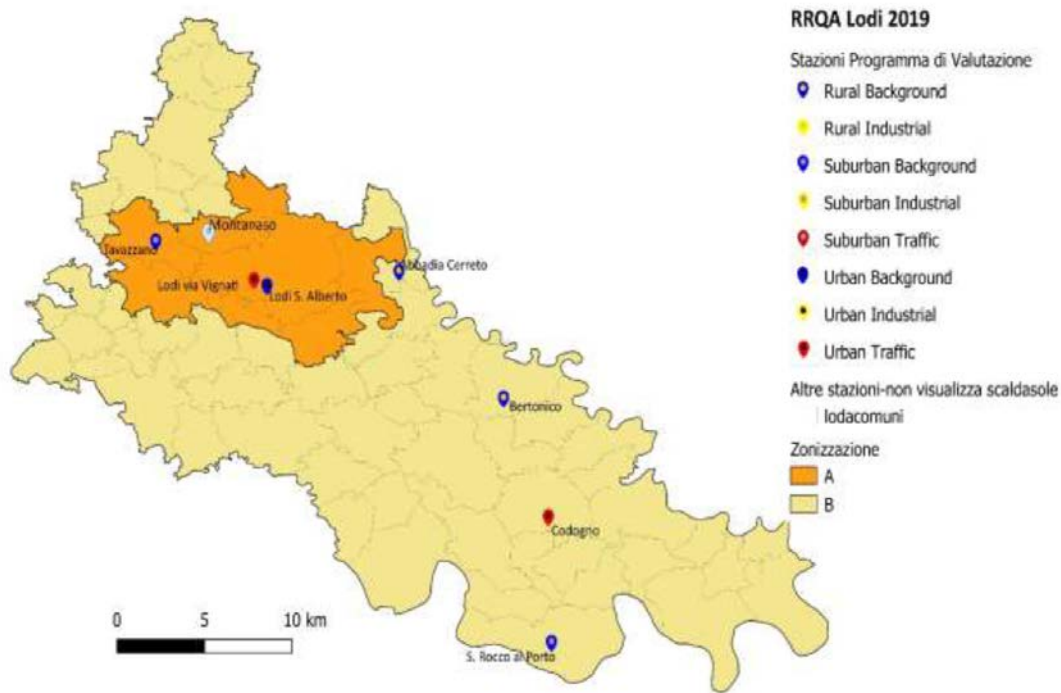 RRQA Lodi 2019
Stazioni Programma di Valutazione
Rural Background
Rural Industrial
Suburban Background
Suburban Industrial
Suburban Traffic
Urban Background
Urban Industrial
Urban Traffic
Altre stazioni-non visualizza scaldasole
lodacomuni
Zonizzazione
A
B
Montanaso
Tavazzano
Abbadia Cerreto
Lodi via Vignati
Lodi S. Alberto
Bertonico
Codogno
S. Rocco al Porto
0 5 10 km